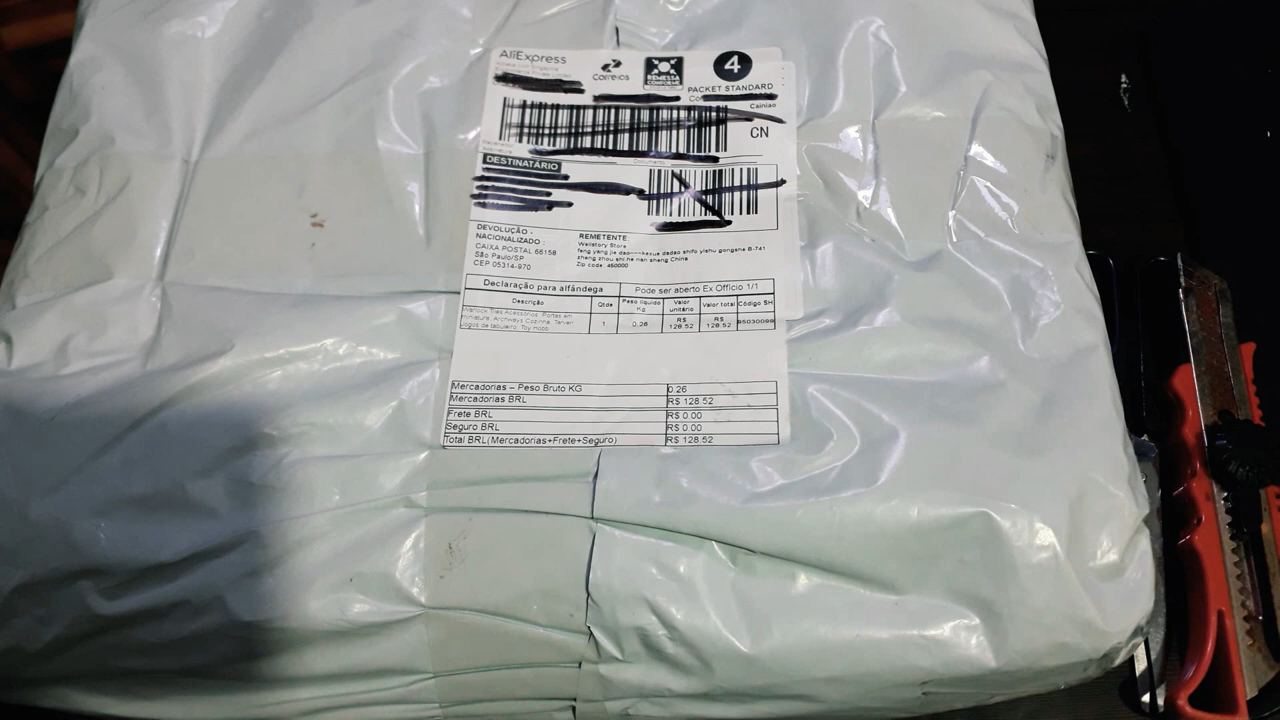 AliExpress
Correios
REMESSA
CONFORME
4
PACKET STANDARD
Cainiao
CN
DESTINATÁRIO
DEVOLUÇÃO -
NACIONALIZADO :
CAIXA POSTAL 66158
São Paulo/SP
CEP 05314-970
REMETENTE:
Wellstory Store
zheng zhou shi he nan sheng China
Zip code: 450000
Declaração para alfândega
Pode ser aberto Ex Officio 1/1
Descrição
Qtde
Peso líquido Kg
Valor unitário
Valor total
Código SH
1
0.26
R$ 128.52
R$ 128.52
95030099
Mercadorias – Peso Bruto KG 0.26
Mercadorias BRL R$ 128.52
Frete BRL R$ 0.00
Seguro BRL R$ 0.00
Total BRL(Mercadorias+Frete+Seguro) R$ 128.52